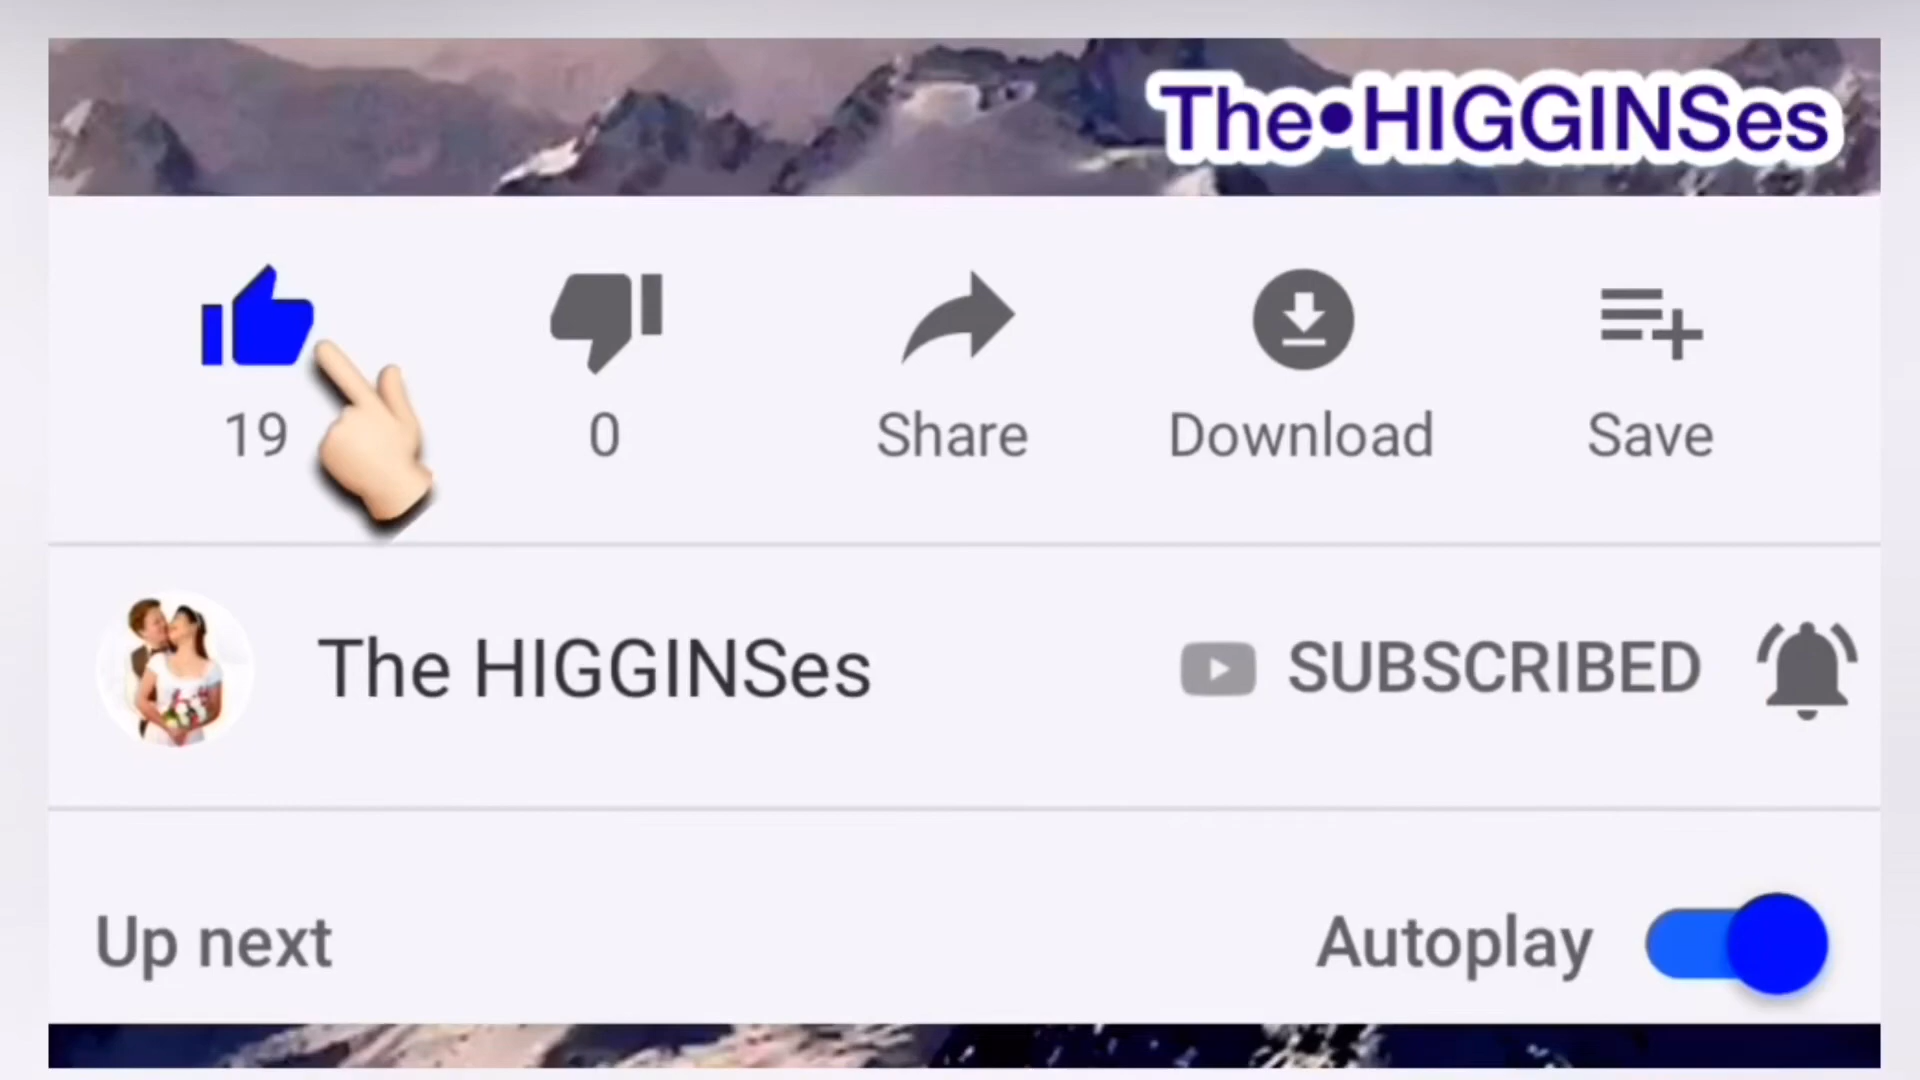 The•HIGGINSes
19
0
Share
Download
Save
The HIGGINSes
SUBSCRIBED
Up next
Autoplay